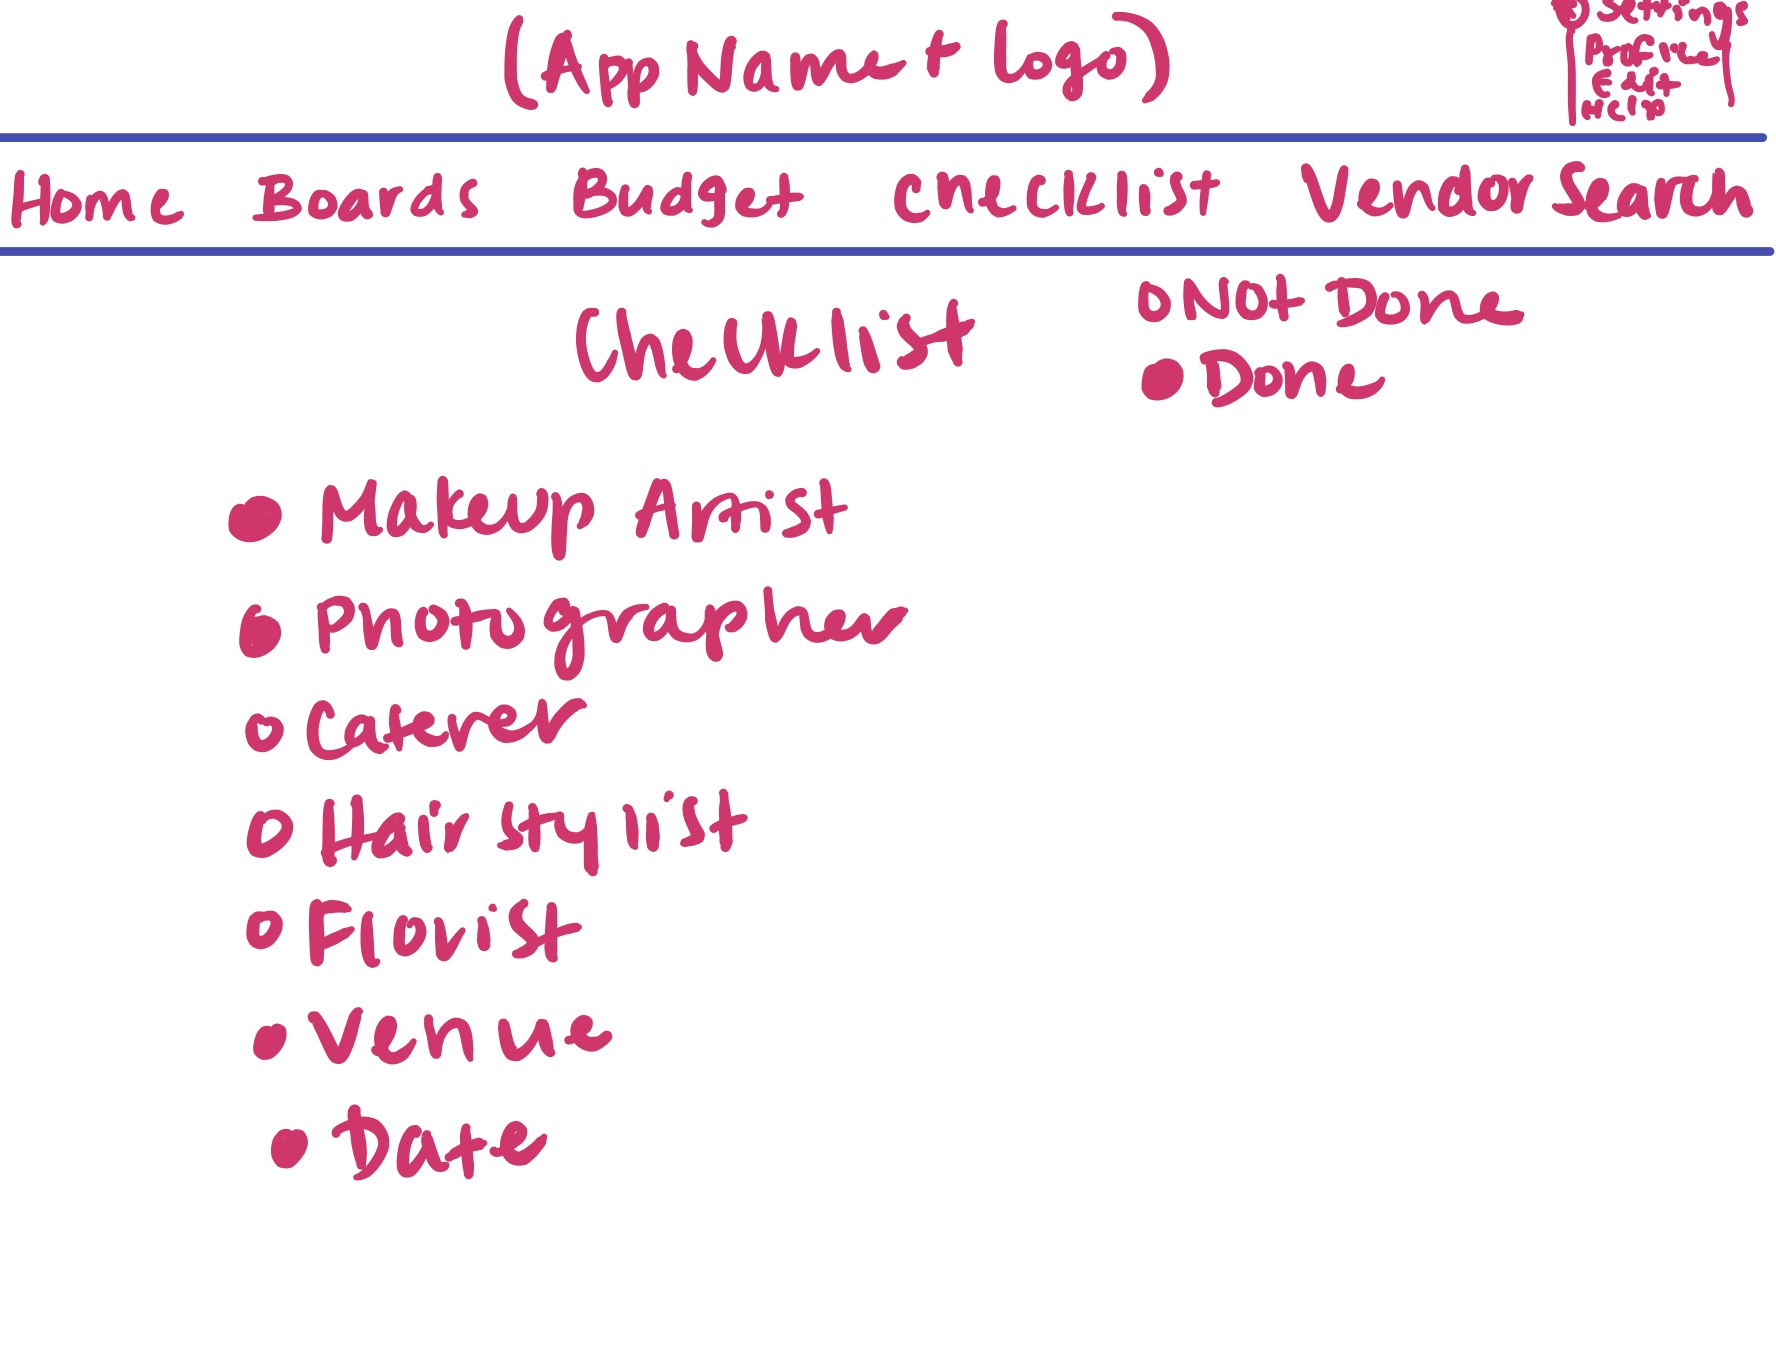 (App Name + Logo)
Settings
Profile
Exit
Help
Home Boards Budget Checklist Vendor Search
Checklist
Not Done
Done
Makeup Artist
Photographer
Caterer
Hair stylist
Florist
Venue
Date